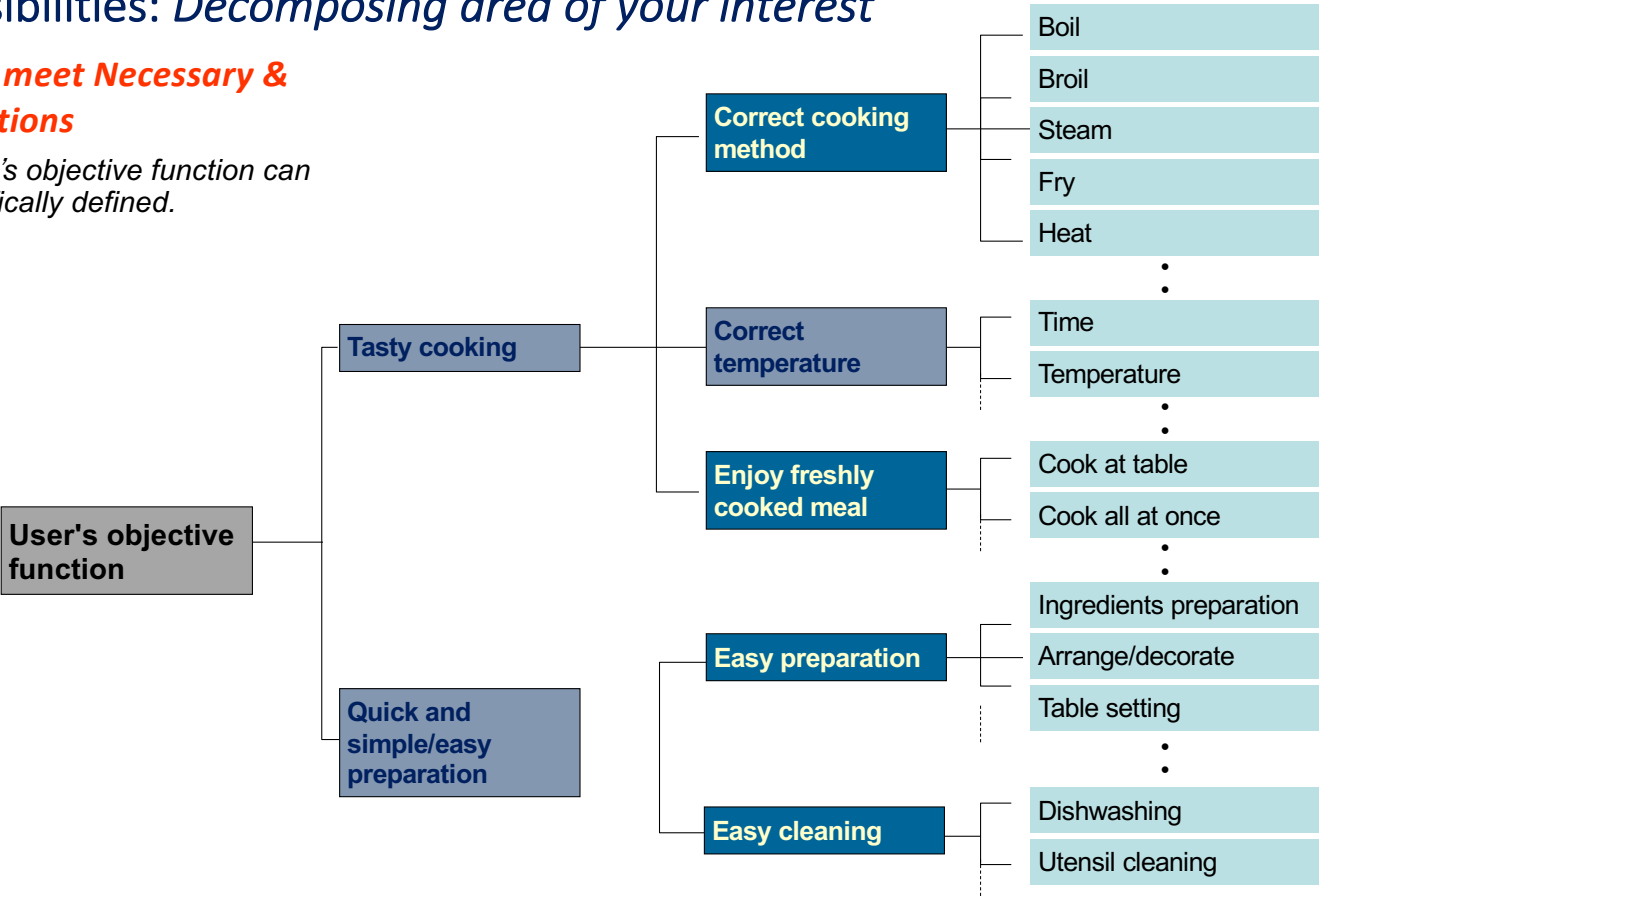 sibilities: Decomposing area of your interest
meet Necessary &
tions
's objective function can
ically defined.
User's objective
function
Tasty cooking
Quick and
simple/easy
preparation
Correct cooking
method
Correct
temperature
Enjoy freshly
cooked meal
Easy preparation
Easy cleaning
Boil
Broil
Steam
Fry
Heat
Time
Temperature
Cook at table
Cook all at once
Ingredients preparation
Arrange/decorate
Table setting
Dishwashing
Utensil cleaning